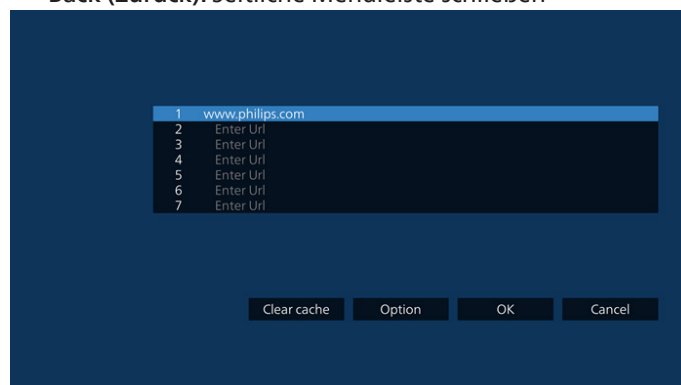 Back (Zurück): Seitliche Menüleiste schließen
1 www.philips.com
2 Enter Url
3 Enter Url
4 Enter Url
5 Enter Url
6 Enter Url
7 Enter Url
Clear cache Option OK Cancel